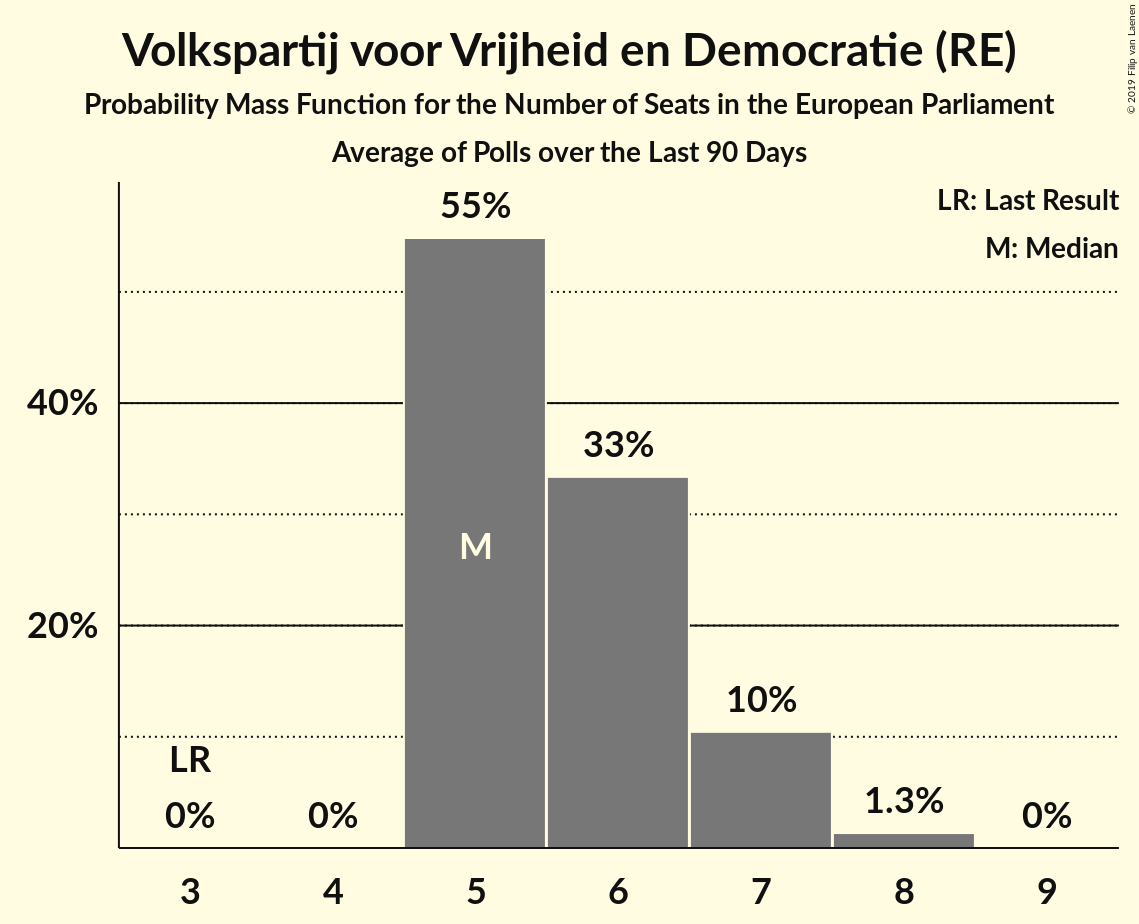 Volkspartij voor Vrijheid en Democratie (RE)
Probability Mass Function for the Number of Seats in the European Parliament
Average of Polls over the Last 90 Days
© 2019 Filip van Laenen
LR: Last Result
M: Median
55%
40%
33%
M
20%
10%
LR
0%
0%
1.3%
0%
3
4
5
6
7
8
9